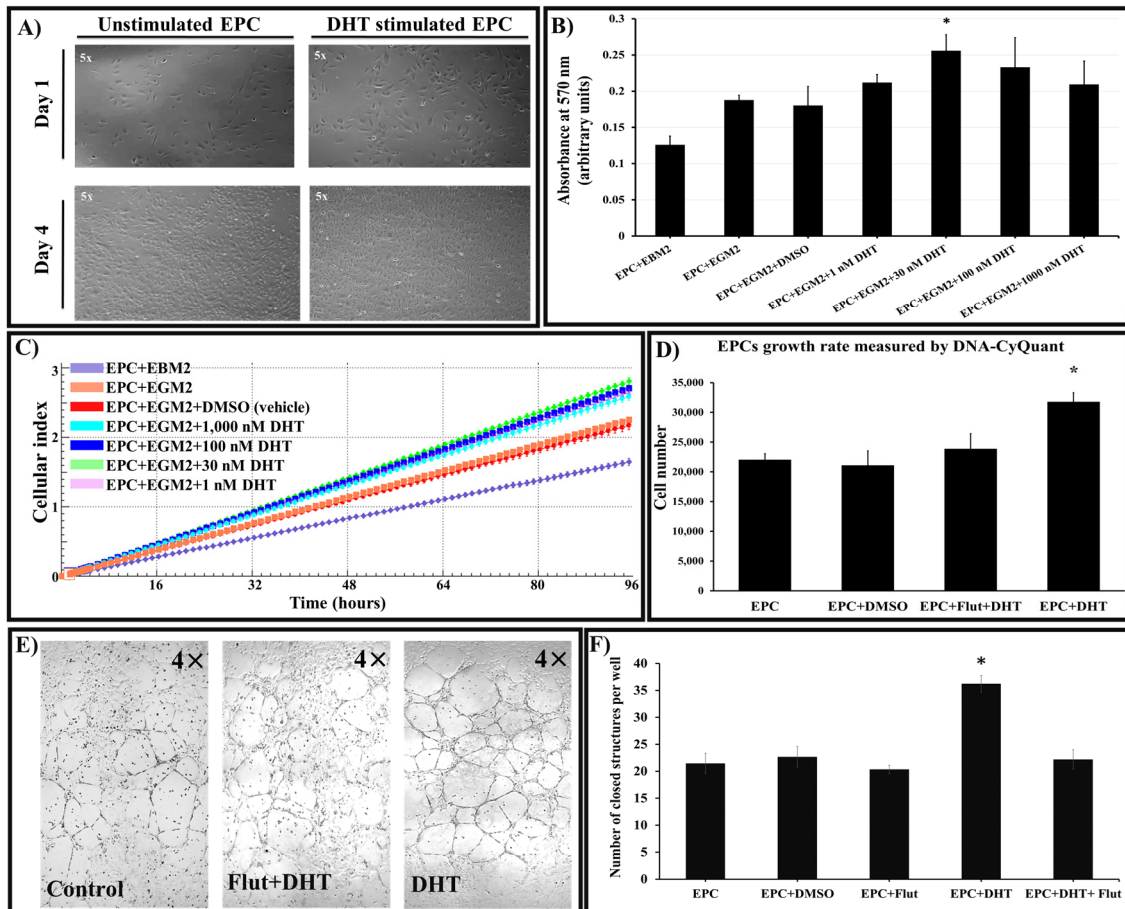 A)
Unstimulated EPC
DHT stimulated EPC
Day 1
5x
5x
Day 4
5x
5x
B)
Absorbance at 570 nm
(arbitrary units)
0.3
0.25
0.2
0.15
0.1
0.05
0
*
EPC+EBM2
EPC+EGM2
EPC+EGM2+DMSO
EPC+EGM2+1 nM DHT
EPC+EGM2+30 nM DHT
EPC+EGM2+100 nM DHT
EPC+EGM2+1000 nM DHT
C)
Cellular index
3
2
1
0
EPC+EBM2
EPC+EGM2
EPC+EGM2+DMSO (vehicle)
EPC+EGM2+1,000 nM DHT
EPC+EGM2+100 nM DHT
EPC+EGM2+30 nM DHT
EPC+EGM2+1 nM DHT
16 32 48 64 80 96
Time (hours)
D)
EPCs growth rate measured by DNA-CyQuant
Cell number
35,000
30,000
25,000
20,000
15,000
10,000
5,000
0
*
EPC EPC+DMSO EPC+Flut+DHT EPC+DHT
E)
4×
4×
4×
Control
Flut+DHT
DHT
F)
Number of closed structures per well
40
35
30
25
20
15
10
5
0
*
EPC EPC+DMSO EPC+Flut EPC+DHT EPC+DHT+ Flut